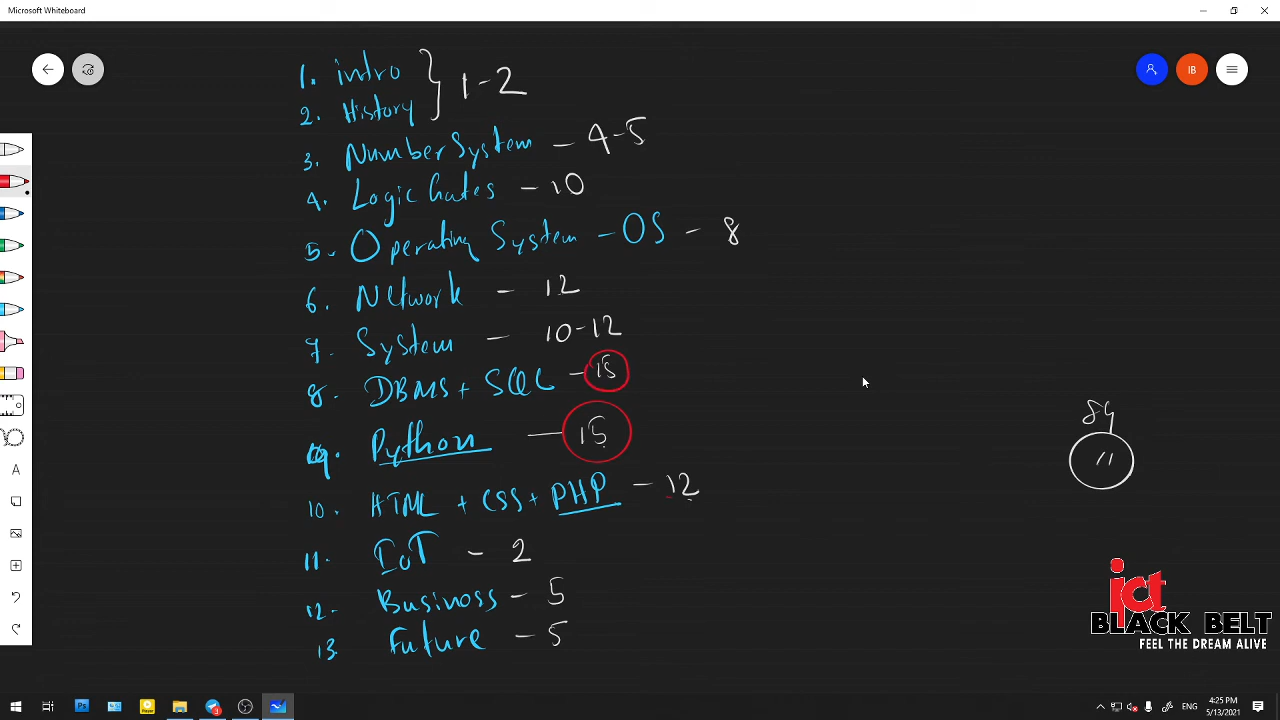 Microsoft Whiteboard
1. intro
2. History } 1-2
3. Number System - 4-5
4. Logic Gates - 10
5. Operating System - OS - 8
6. Network - 12
7. System - 10-12
8. DBMS + SQL - 15
9. Python - 15
10. HTML + CSS + PHP - 12
11. IoT - 2
12. Business - 5
13 Future - 5
IB
A
ict
BLACK BELT
FEEL THE DREAM ALIVE
ENG
4:25 PM
5/13/2021